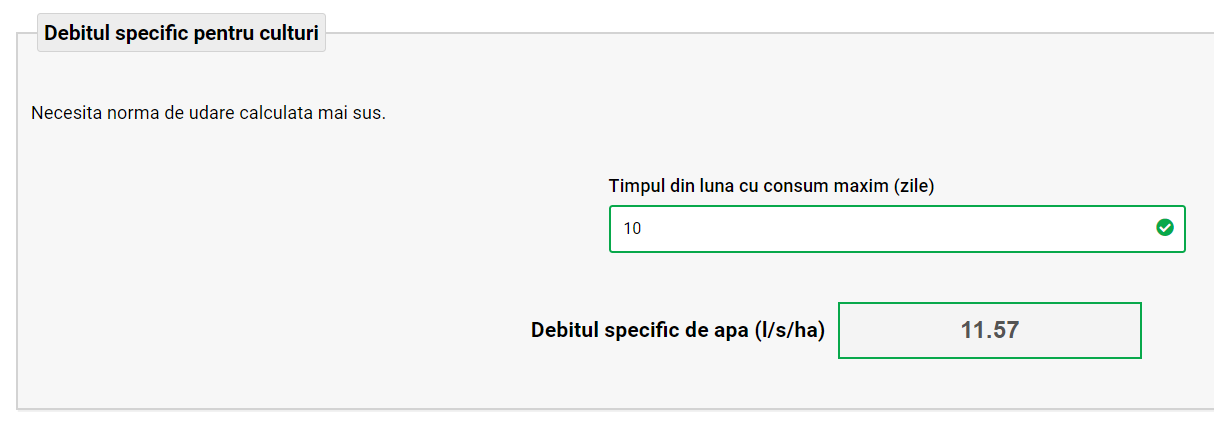 Debitul specific pentru culturi
Necesita norma de udare calculata mai sus.
Timpul din luna cu consum maxim (zile)
10
Debitul specific de apa (l/s/ha)
11.57